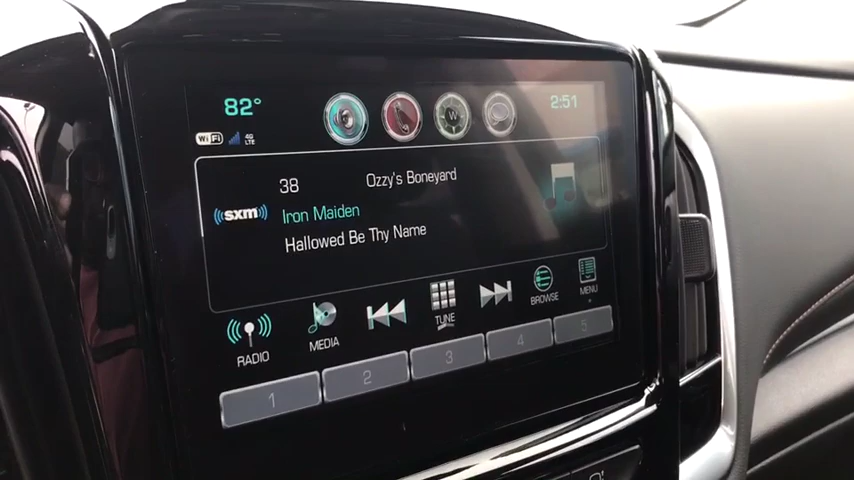 82°
2:51
W
WiFi
4G
LTE
38
Ozzy's Boneyard
((sxm))
Iron Maiden
Hallowed Be Thy Name
RADIO
MEDIA
TUNE
BROWSE
MENU
1
2
3
4
5